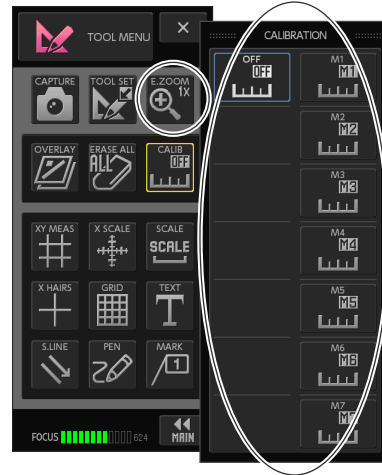 TOOL MENU
×
CAPTURE
TOOL SET
E.ZOOM
1X
OVERLAY
ERASE ALL
ALL
CALIB
OFF
XY MEAS
X SCALE
SCALE
SCALE
X HAIRS
GRID
TEXT
T
S.LINE
PEN
MARK
1
FOCUS
624
MAIN
CALIBRATION
OFF
OFF
M1
M1
M2
M2
M3
M3
M4
M4
M5
M5
M6
M6
M7